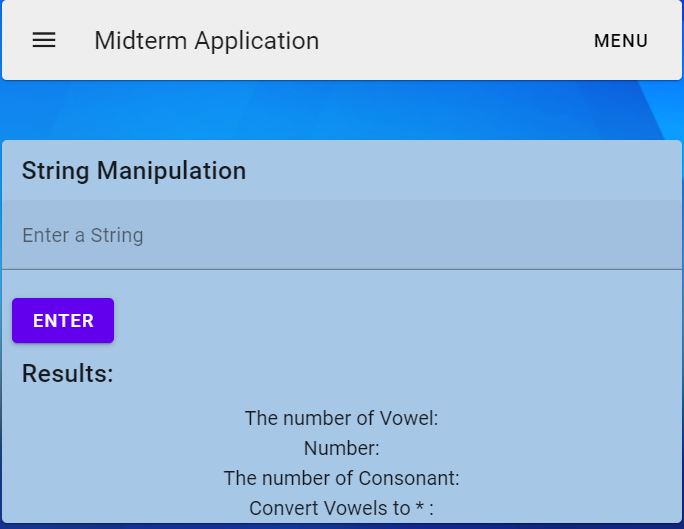 Midterm Application MENU
String Manipulation
Enter a String
ENTER
Results:
The number of Vowel:
Number:
The number of Consonant:
Convert Vowels to * :